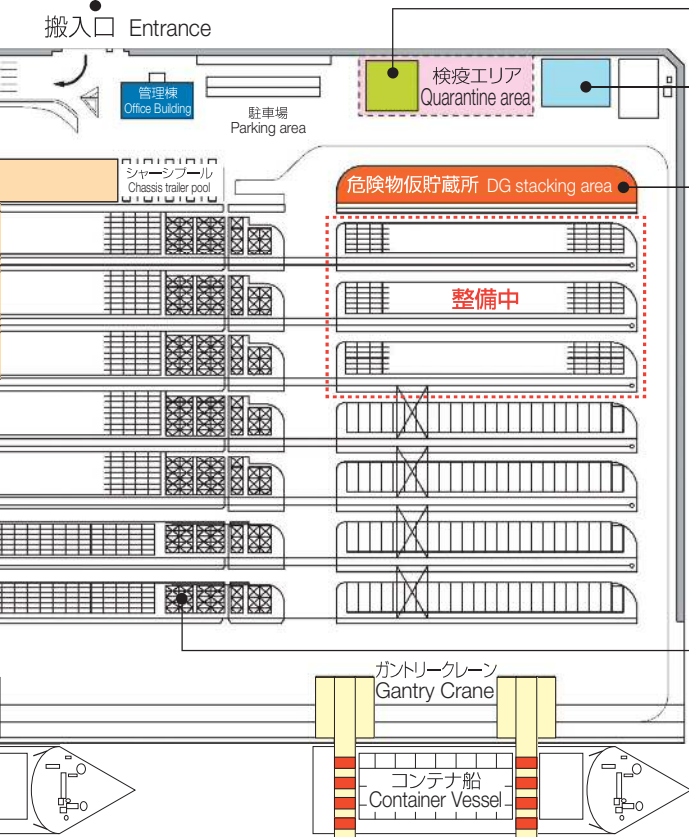 搬入口 Entrance
管理棟
Office Building
駐車場
Parking area
検疫エリア
Quarantine area
シャーシプール
Chassis trailer pool
危険物仮貯蔵所 DG stacking area
整備中
ガントリークレーン
Gantry Crane
コンテナ船
Container Vessel